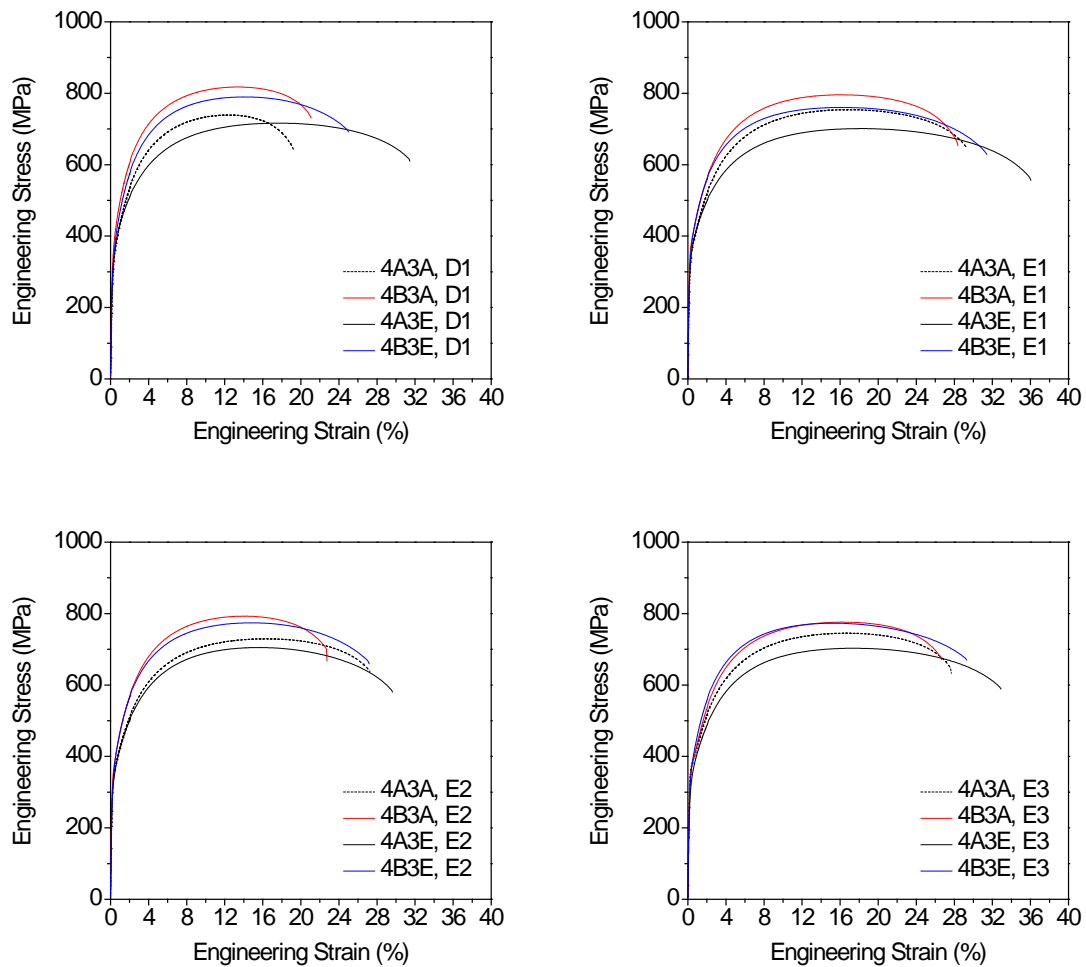 1000
800
600
400
200
0
Engineering Stress (MPa)
4A3A, D1
4B3A, D1
4A3E, D1
4B3E, D1
0 4 8 12 16 20 24 28 32 36 40
Engineering Strain (%)
1000
800
600
400
200
0
Engineering Stress (MPa)
4A3A, E1
4B3A, E1
4A3E, E1
4B3E, E1
0 4 8 12 16 20 24 28 32 36 40
Engineering Strain (%)
1000
800
600
400
200
0
Engineering Stress (MPa)
4A3A, E2
4B3A, E2
4A3E, E2
4B3E, E2
0 4 8 12 16 20 24 28 32 36 40
Engineering Strain (%)
1000
800
600
400
200
0
Engineering Stress (MPa)
4A3A, E3
4B3A, E3
4A3E, E3
4B3E, E3
0 4 8 12 16 20 24 28 32 36 40
Engineering Strain (%)